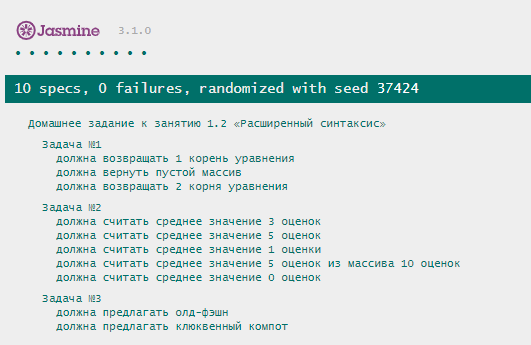 Jasmine 3.1.0
• • • • • • • • • •
10 specs, 0 failures, randomized with seed 37424
Домашнее задание к занятию 1.2 «Расширенный синтаксис»
Задача №1
должна возвращать 1 корень уравнения
должна вернуть пустой массив
должна возвращать 2 корня уравнения
Задача №2
должна считать среднее значение 3 оценок
должна считать среднее значение 5 оценок
должна считать среднее значение 1 оценки
должна считать среднее значение 5 оценок из массива 10 оценок
должна считать среднее значение 0 оценок
Задача №3
должна предлагать олд-фэшн
должна предлагать клюквенный компот